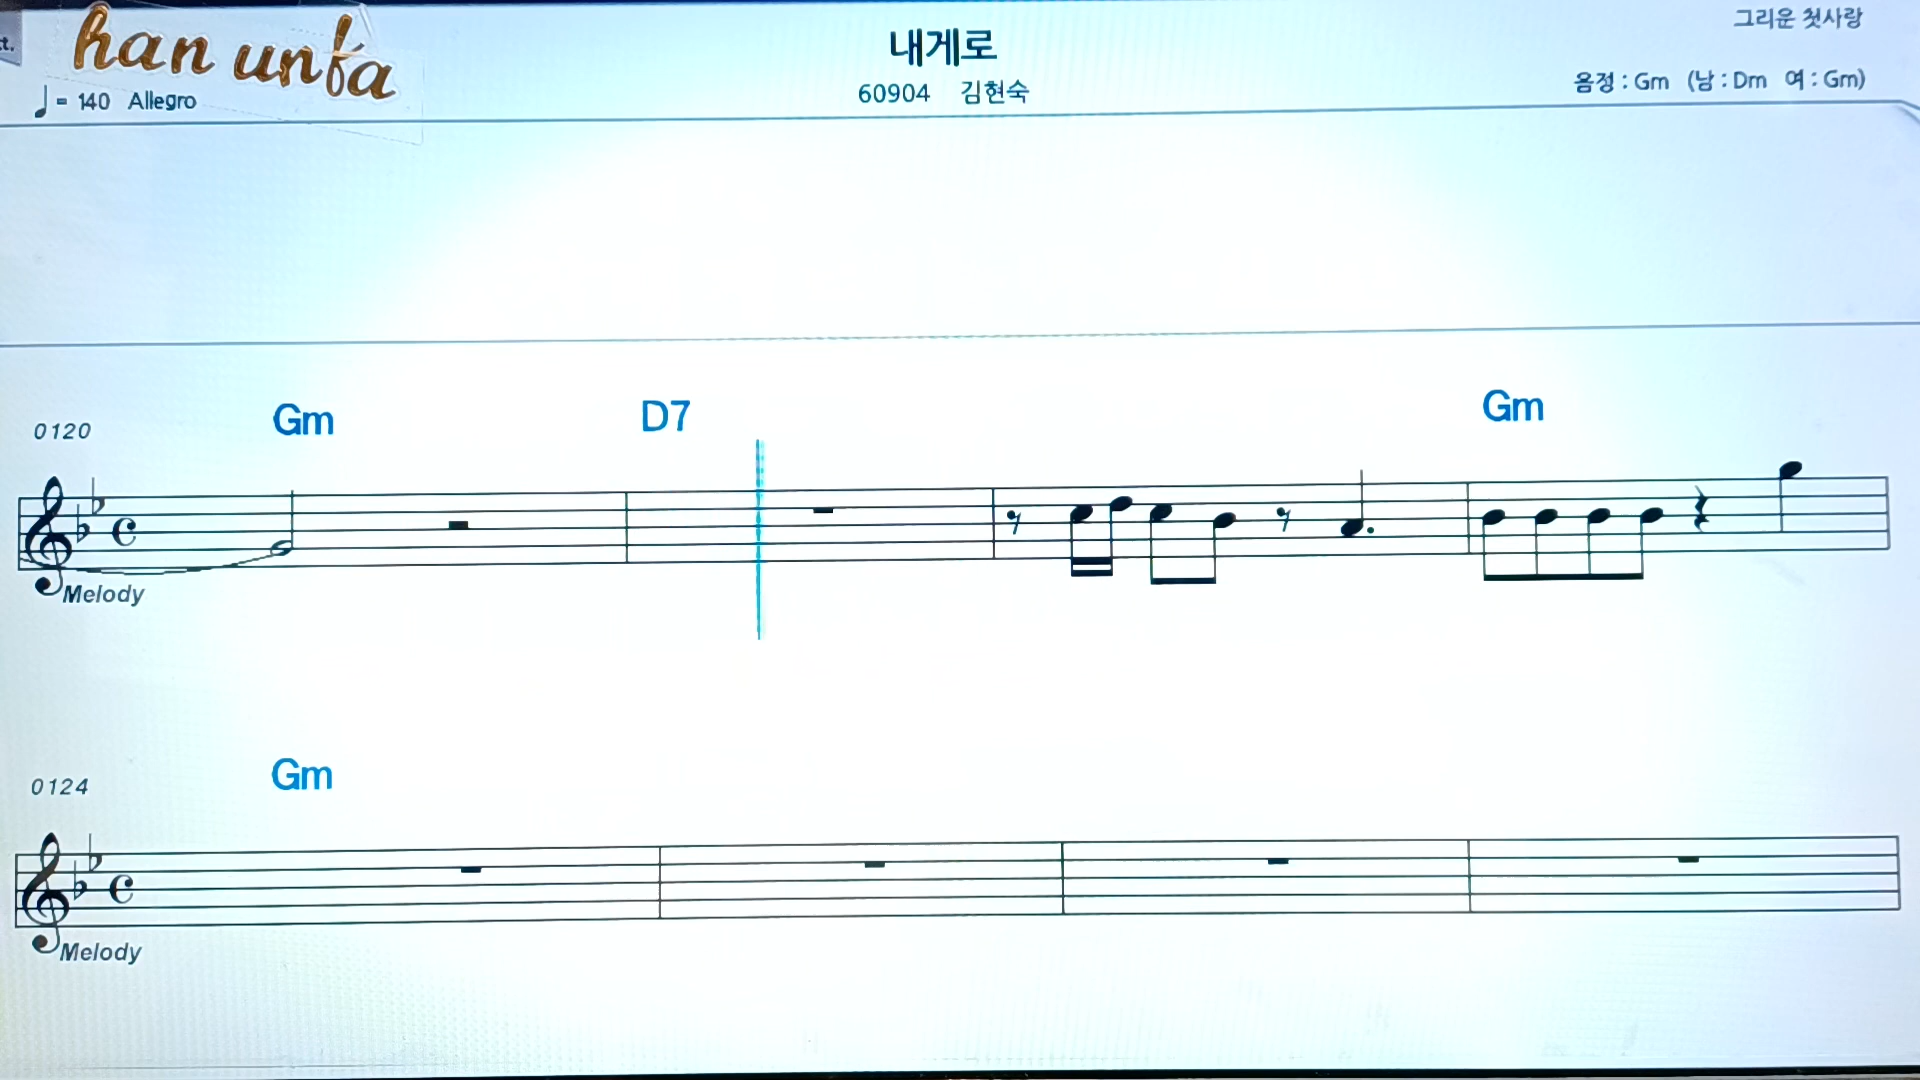 han unfa
내게로
그리운 첫사랑
= 140 Allegro
60904 김현숙
음정 : Gm (남 : Dm 여 : Gm)
Gm D7 Gm
0120
Melody
Gm
0124
Melody